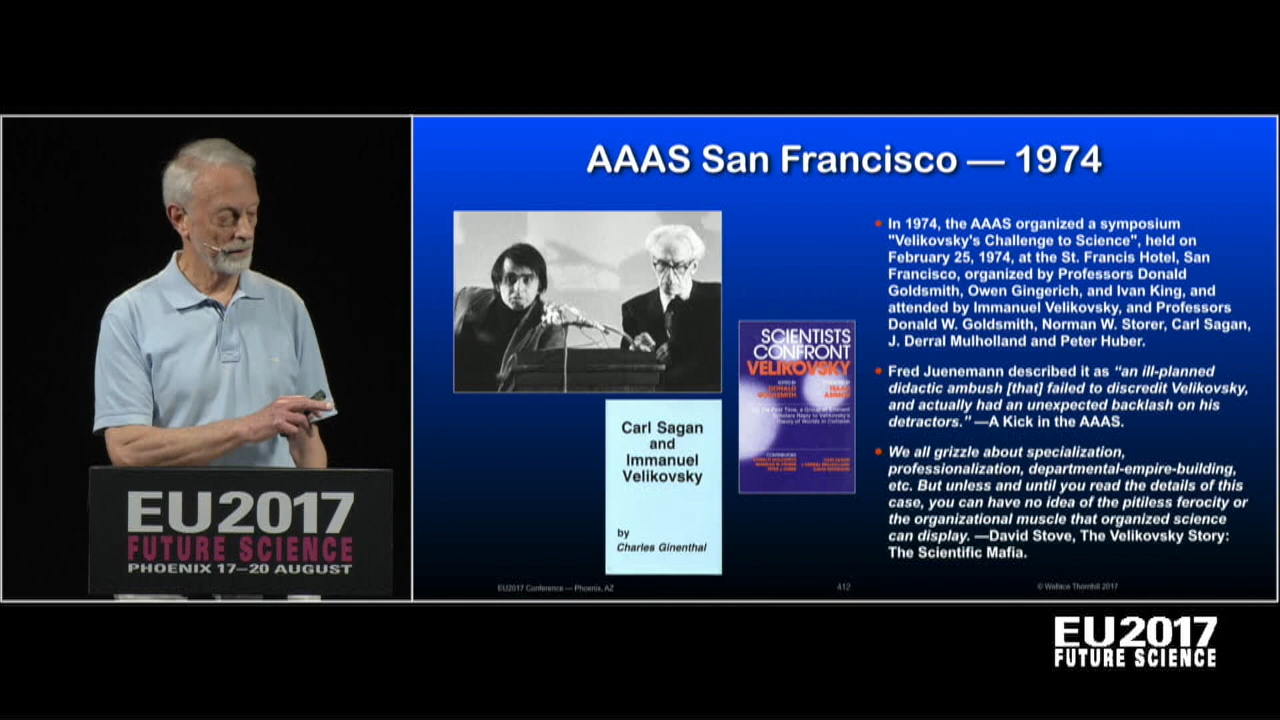 AAAS San Francisco — 1974
• In 1974, the AAAS organized a symposium
"Velikovsky's Challenge to Science", held on
February 25, 1974, at the St. Francis Hotel, San
Francisco, organized by Professors Donald
Goldsmith, Owen Gingerich, and Ivan King, and
attended by Immanuel Velikovsky, and Professors
Donald W. Goldsmith, Norman W. Storer, Carl Sagan,
J. Derral Mulholland and Peter Huber.
• Fred Juenemann described it as “an ill-planned
didactic ambush [that] failed to discredit Velikovsky,
and actually had an unexpected backlash on his
detractors.” —A Kick in the AAAS.
• We all grizzle about specialization,
professionalization, departmental-empire-building,
etc. But unless and until you read the details of this
case, you can have no idea of the pitiless ferocity or
the organizational muscle that organized science
can display. —David Stove, The Velikovsky Story:
The Scientific Mafia.
SCIENTISTS
CONFRONT
VELIKOVSKY
EDITED BY
DONALD
GOLDSMITH
ISAAC
ASIMOV
Carl Sagan
and
Immanuel
Velikovsky
by
Charles Ginenthal
EU2017 Conference — Phoenix, AZ
412
© Wallace Thornhill 2017
EU2017
FUTURE SCIENCE
PHOENIX 17–20 AUGUST
EU2017
FUTURE SCIENCE